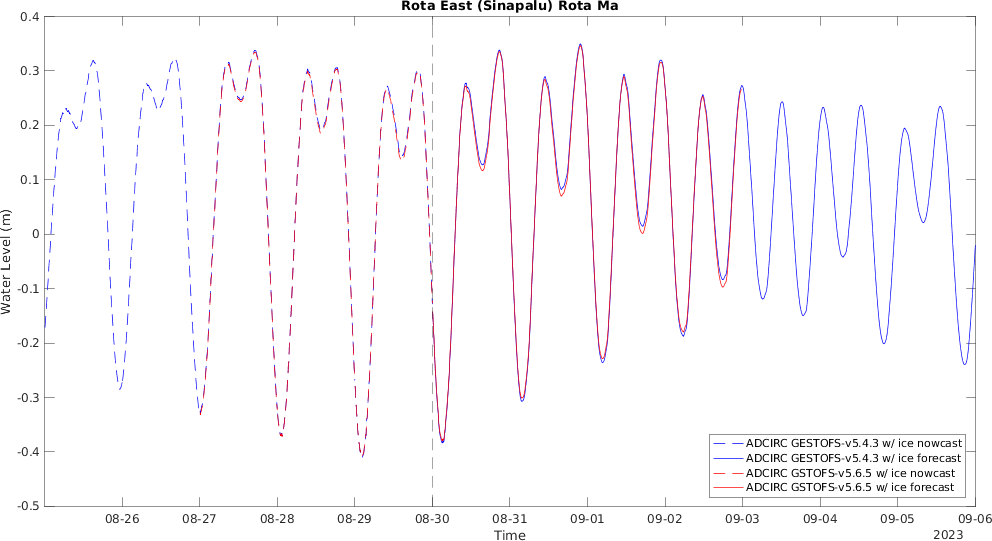 Rota East (Sinapalu) Rota Ma
0.4
0.3
0.2
0.1
0
-0.1
-0.2
-0.3
-0.4
-0.5
Water Level (m)
ADCIRC GESTOFS-v5.4.3 w/ ice nowcast
ADCIRC GESTOFS-v5.4.3 w/ ice forecast
ADCIRC GSTOFS-v5.6.5 w/ ice nowcast
ADCIRC GSTOFS-v5.6.5 w/ ice forecast
08-26 08-27 08-28 08-29 08-30 08-31 09-01 09-02 09-03 09-04 09-05 09-06
Time 2023